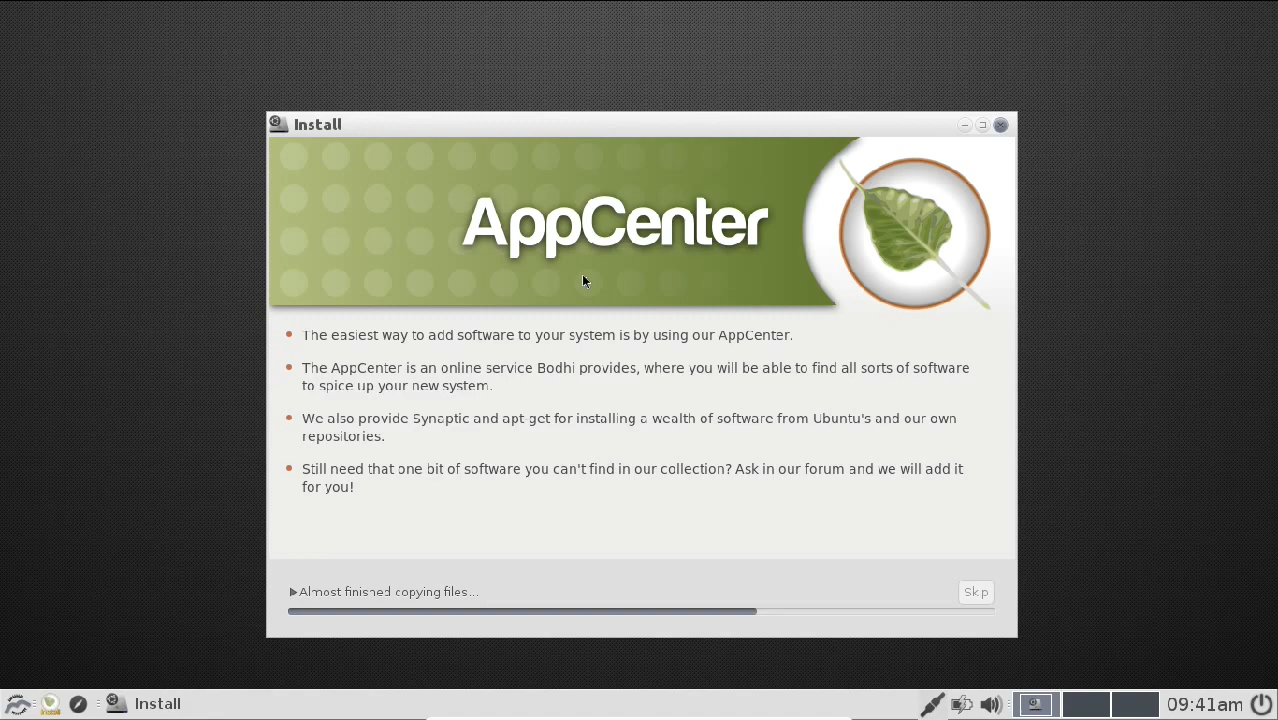 Install
AppCenter
The easiest way to add software to your system is by using our AppCenter.
The AppCenter is an online service Bodhi provides, where you will be able to find all sorts of software
to spice up your new system.
We also provide Synaptic and apt-get for installing a wealth of software from Ubuntu's and our own
repositories.
Still need that one bit of software you can't find in our collection? Ask in our forum and we will add it
for you!
Almost finished copying files...
Skip
Install
09:41am